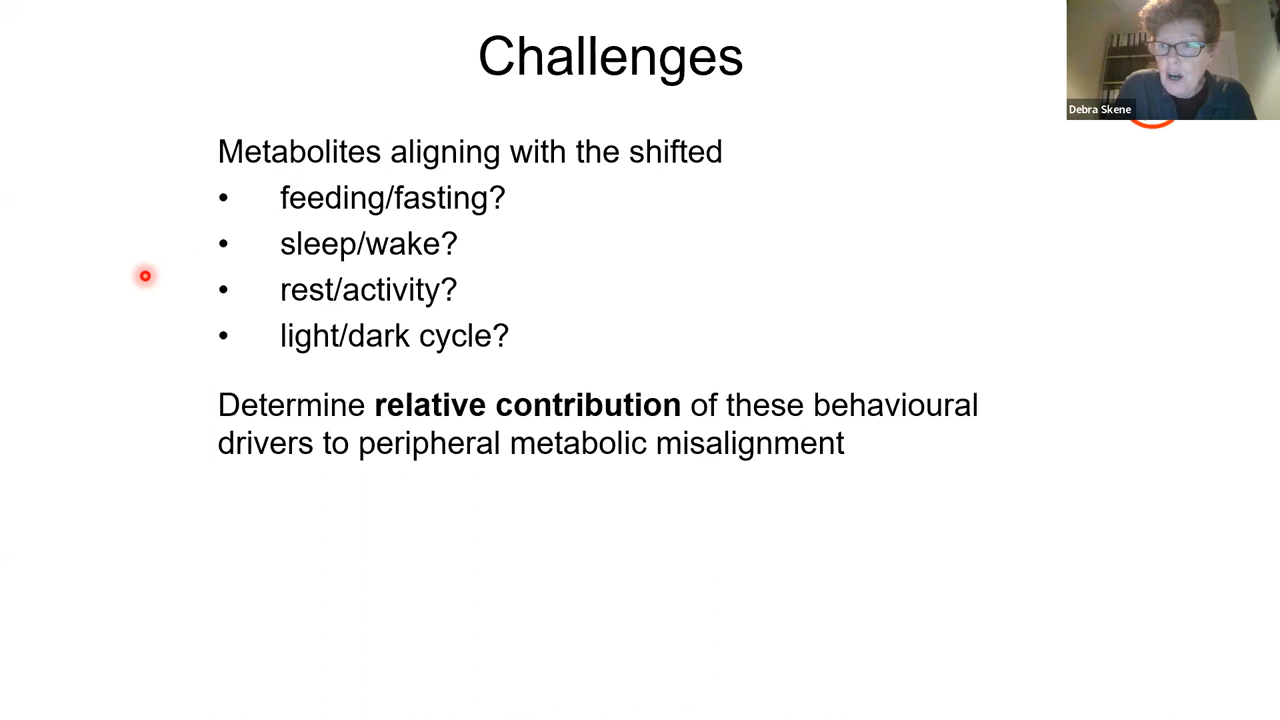 Challenges
Debra Skene
Metabolites aligning with the shifted
• feeding/fasting?
• sleep/wake?
• rest/activity?
• light/dark cycle?
Determine relative contribution of these behavioural
drivers to peripheral metabolic misalignment